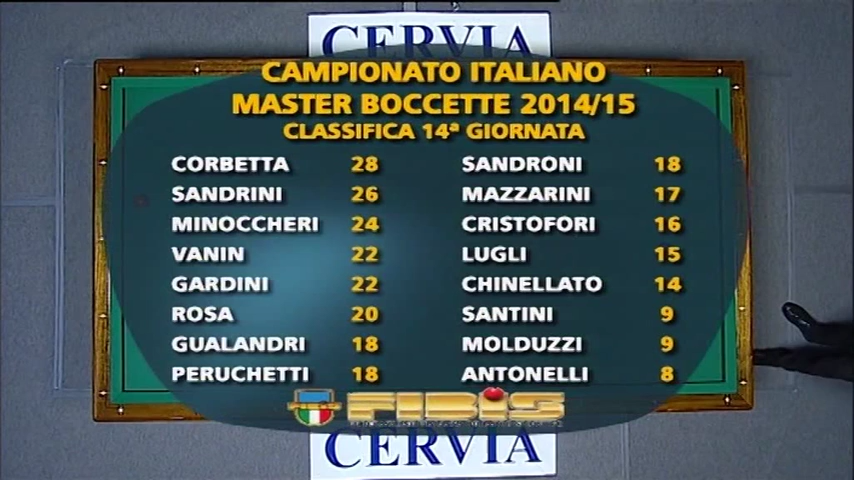 CERVIA
CAMPIONATO ITALIANO
MASTER BOCCETTE 2014/15
CLASSIFICA 14ª GIORNATA
CORBETTA 28 SANDRONI 18
SANDRINI 26 MAZZARINI 17
MINOCCHERI 24 CRISTOFORI 16
VANIN 22 LUGLI 15
GARDINI 22 CHINELLATO 14
ROSA 20 SANTINI 9
GUALANDRI 18 MOLDUZZI 9
PERUCHETTI 18 ANTONELLI 8
FIBIS
CERVIA